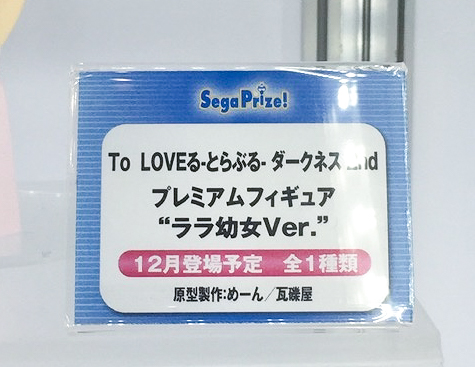 Sega Prize!
To LOVEる-とらぶる- ダークネス 2nd
プレミアムフィギュア
“ララ幼女Ver.”
12月登場予定 全1種類
原型製作:めーん/瓦礫屋